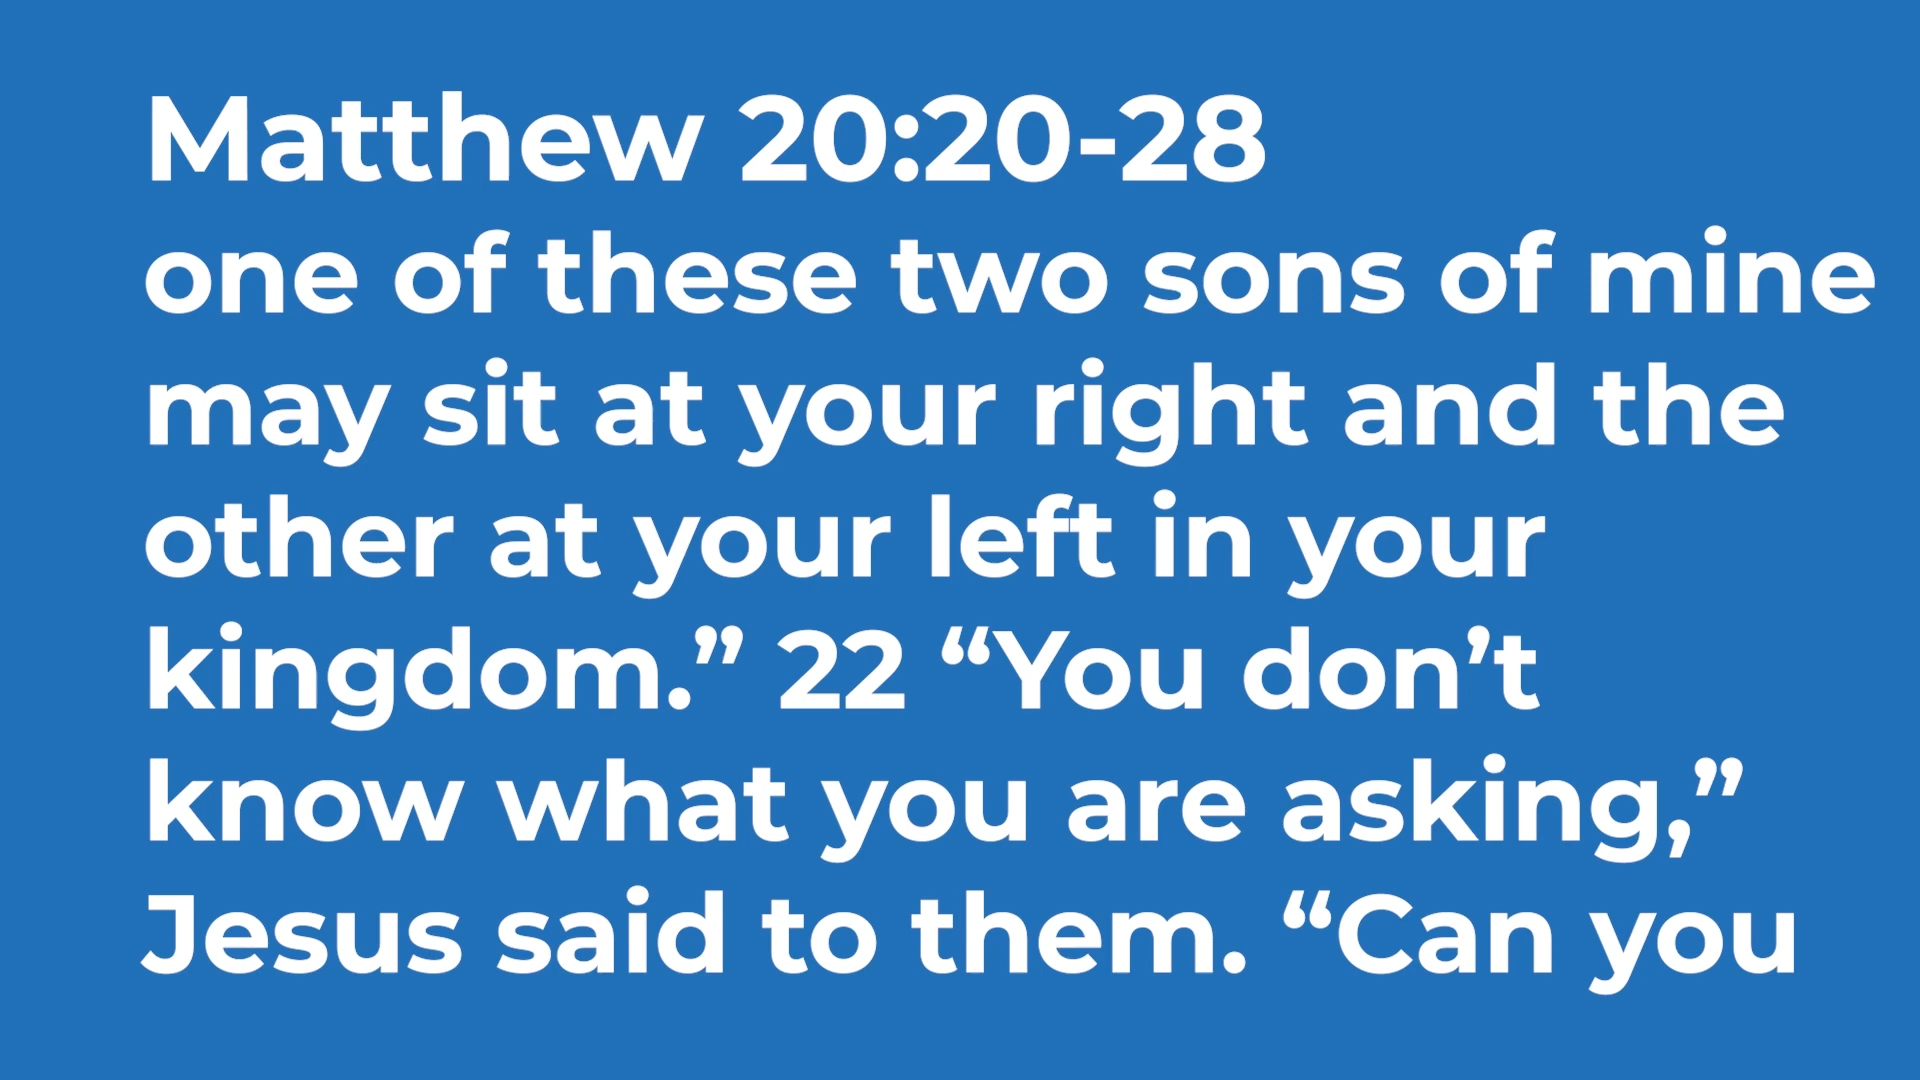 Matthew 20:20-28
one of these two sons of mine
may sit at your right and the
other at your left in your
kingdom.” 22 “You don’t
know what you are asking,”
Jesus said to them. “Can you